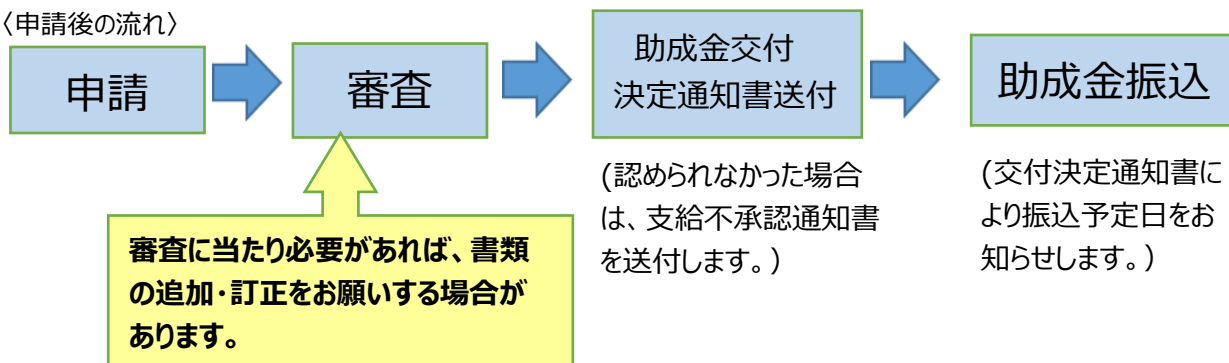 〈申請後の流れ〉
申請
審査
助成金交付
決定通知書送付
助成金振込
(認められなかった場合
は、支給不承認通知書
を送付します。)
(交付決定通知書に
より振込予定日をお
知らせします。)
審査に当たり必要があれば、書類
の追加・訂正をお願いする場合が
あります。